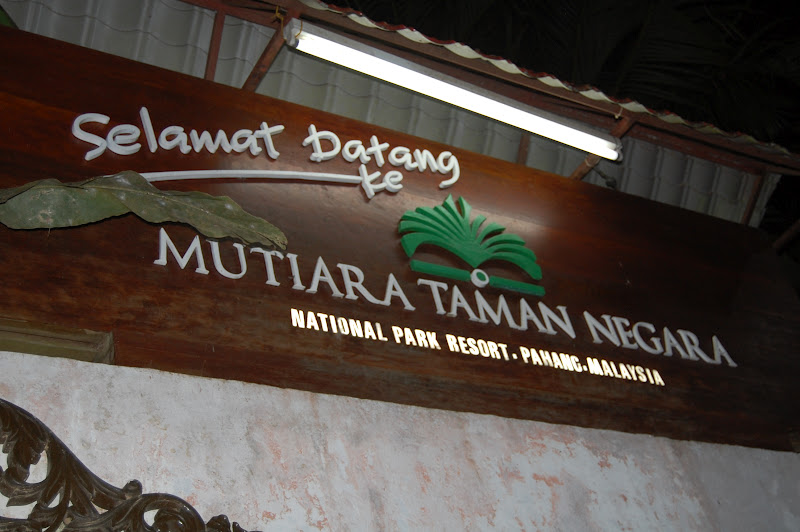 Selamat Datang
ke
MUTIARA TAMAN NEGARA
NATIONAL PARK RESORT. PAHANG. MALAYSIA